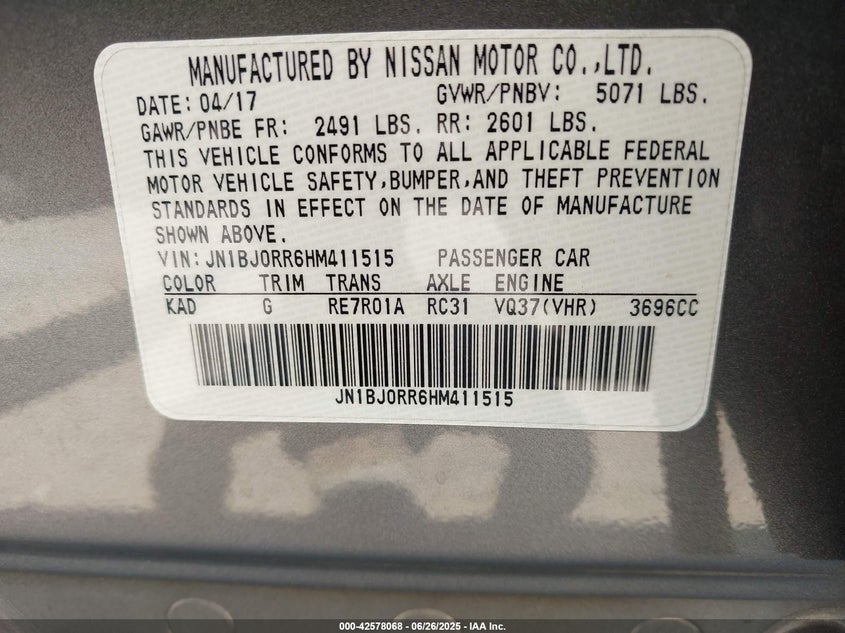 MANUFACTURED BY NISSAN MOTOR CO.,LTD.
DATE: 04/17 GVWR/PNBV: 5071 LBS.
GAWR/PNBE FR: 2491 LBS. RR: 2601 LBS.
THIS VEHICLE CONFORMS TO ALL APPLICABLE FEDERAL
MOTOR VEHICLE SAFETY,BUMPER,AND THEFT PREVENTION
STANDARDS IN EFFECT ON THE DATE OF MANUFACTURE
SHOWN ABOVE.
VIN: JN1BJ0RR6HM411515 PASSENGER CAR
COLOR TRIM TRANS AXLE ENGINE
KAD G RE7R01A RC31 VQ37(VHR) 3696CC
JN1BJ0RR6HM411515
000-42578068 - 06/26/2025 - IAA Inc.